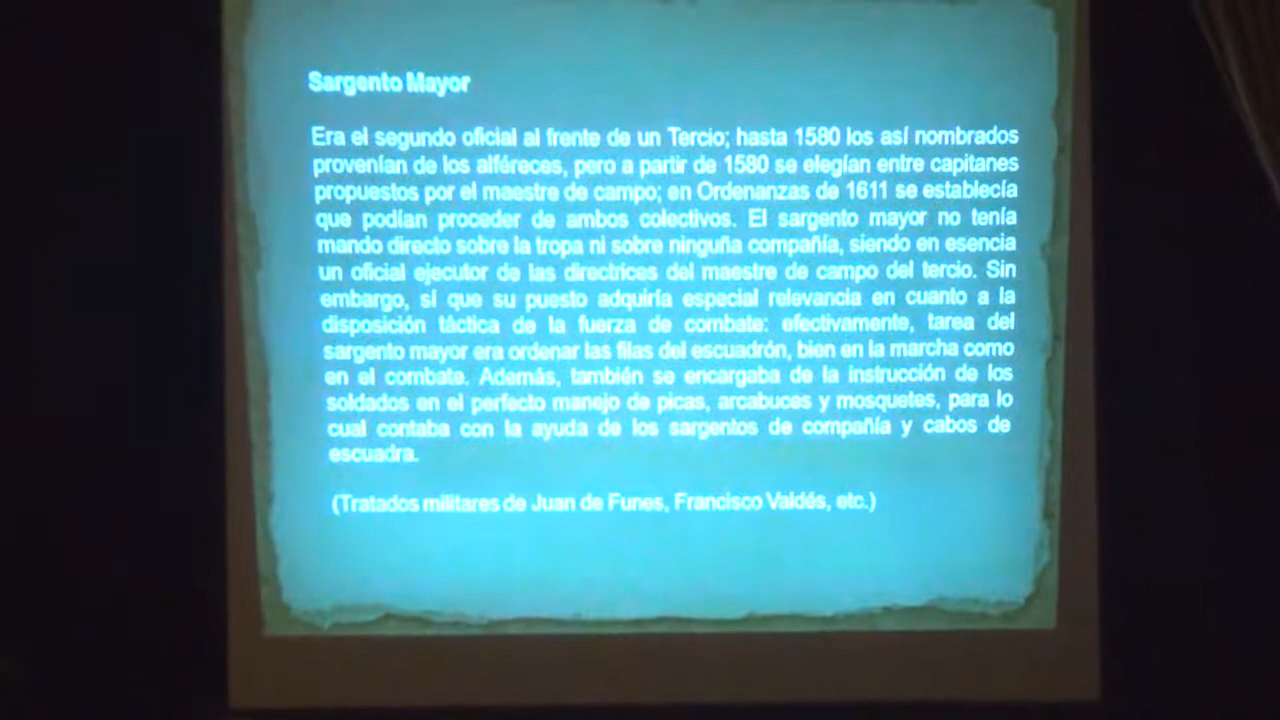 Sargento Mayor
Era el segundo oficial al frente de un Tercio; hasta 1580 los así nombrados
provenían de los alféreces, pero a partir de 1580 se elegían entre capitanes
propuestos por el maestre de campo; en Ordenanzas de 1611 se establecía
que podían proceder de ambos colectivos. El sargento mayor no tenía
mando directo sobre la tropa ni sobre ninguña compañía, siendo en esencia
un oficial ejecutor de las directrices del maestre de campo del tercio. Sin
embargo, sí que su puesto adquiría especial relevancia en cuanto a la
disposición táctica de la fuerza de combate: efectivamente, tarea del
sargento mayor era ordenar las filas del escuadrón, bien en la marcha como
en el combate. Además, también se encargaba de la instrucción de los
soldados en el perfecto manejo de picas, arcabuces y mosquetes, para lo
cual contaba con la ayuda de los sargentos de compañía y cabos de
escuadra.
(Tratados militares de Juan de Funes, Francisco Valdés, etc.)